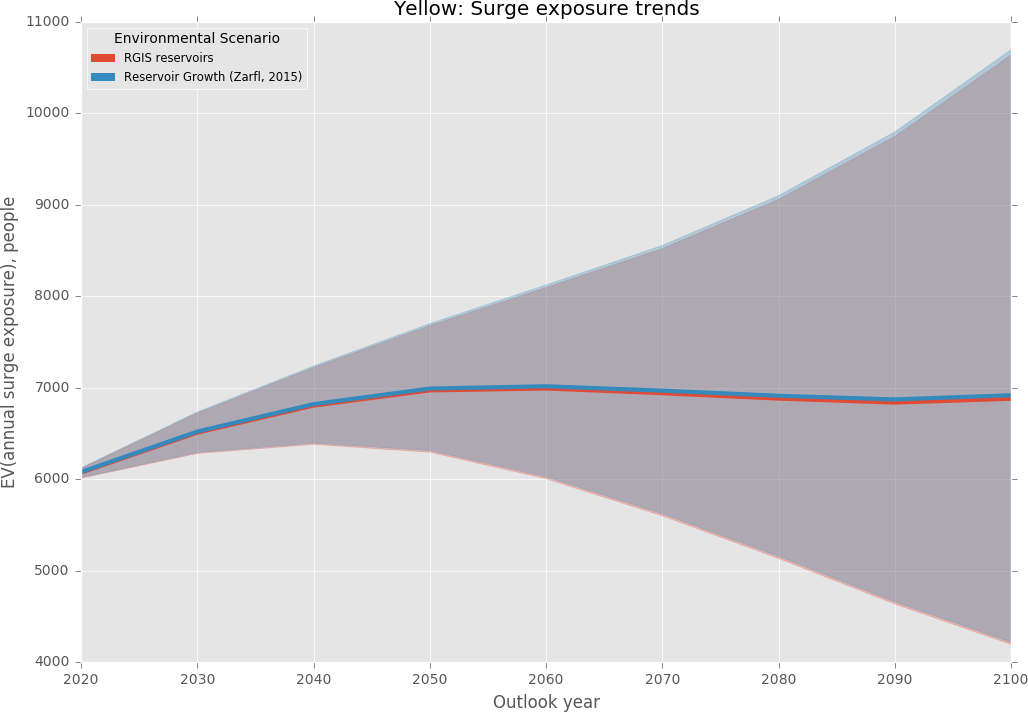 Yellow: Surge exposure trends
Environmental Scenario
RGIS reservoirs
Reservoir Growth (Zarfl, 2015)
EV(annual surge exposure), people
11000
10000
9000
8000
7000
6000
5000
4000
2020 2030 2040 2050 2060 2070 2080 2090 2100
Outlook year